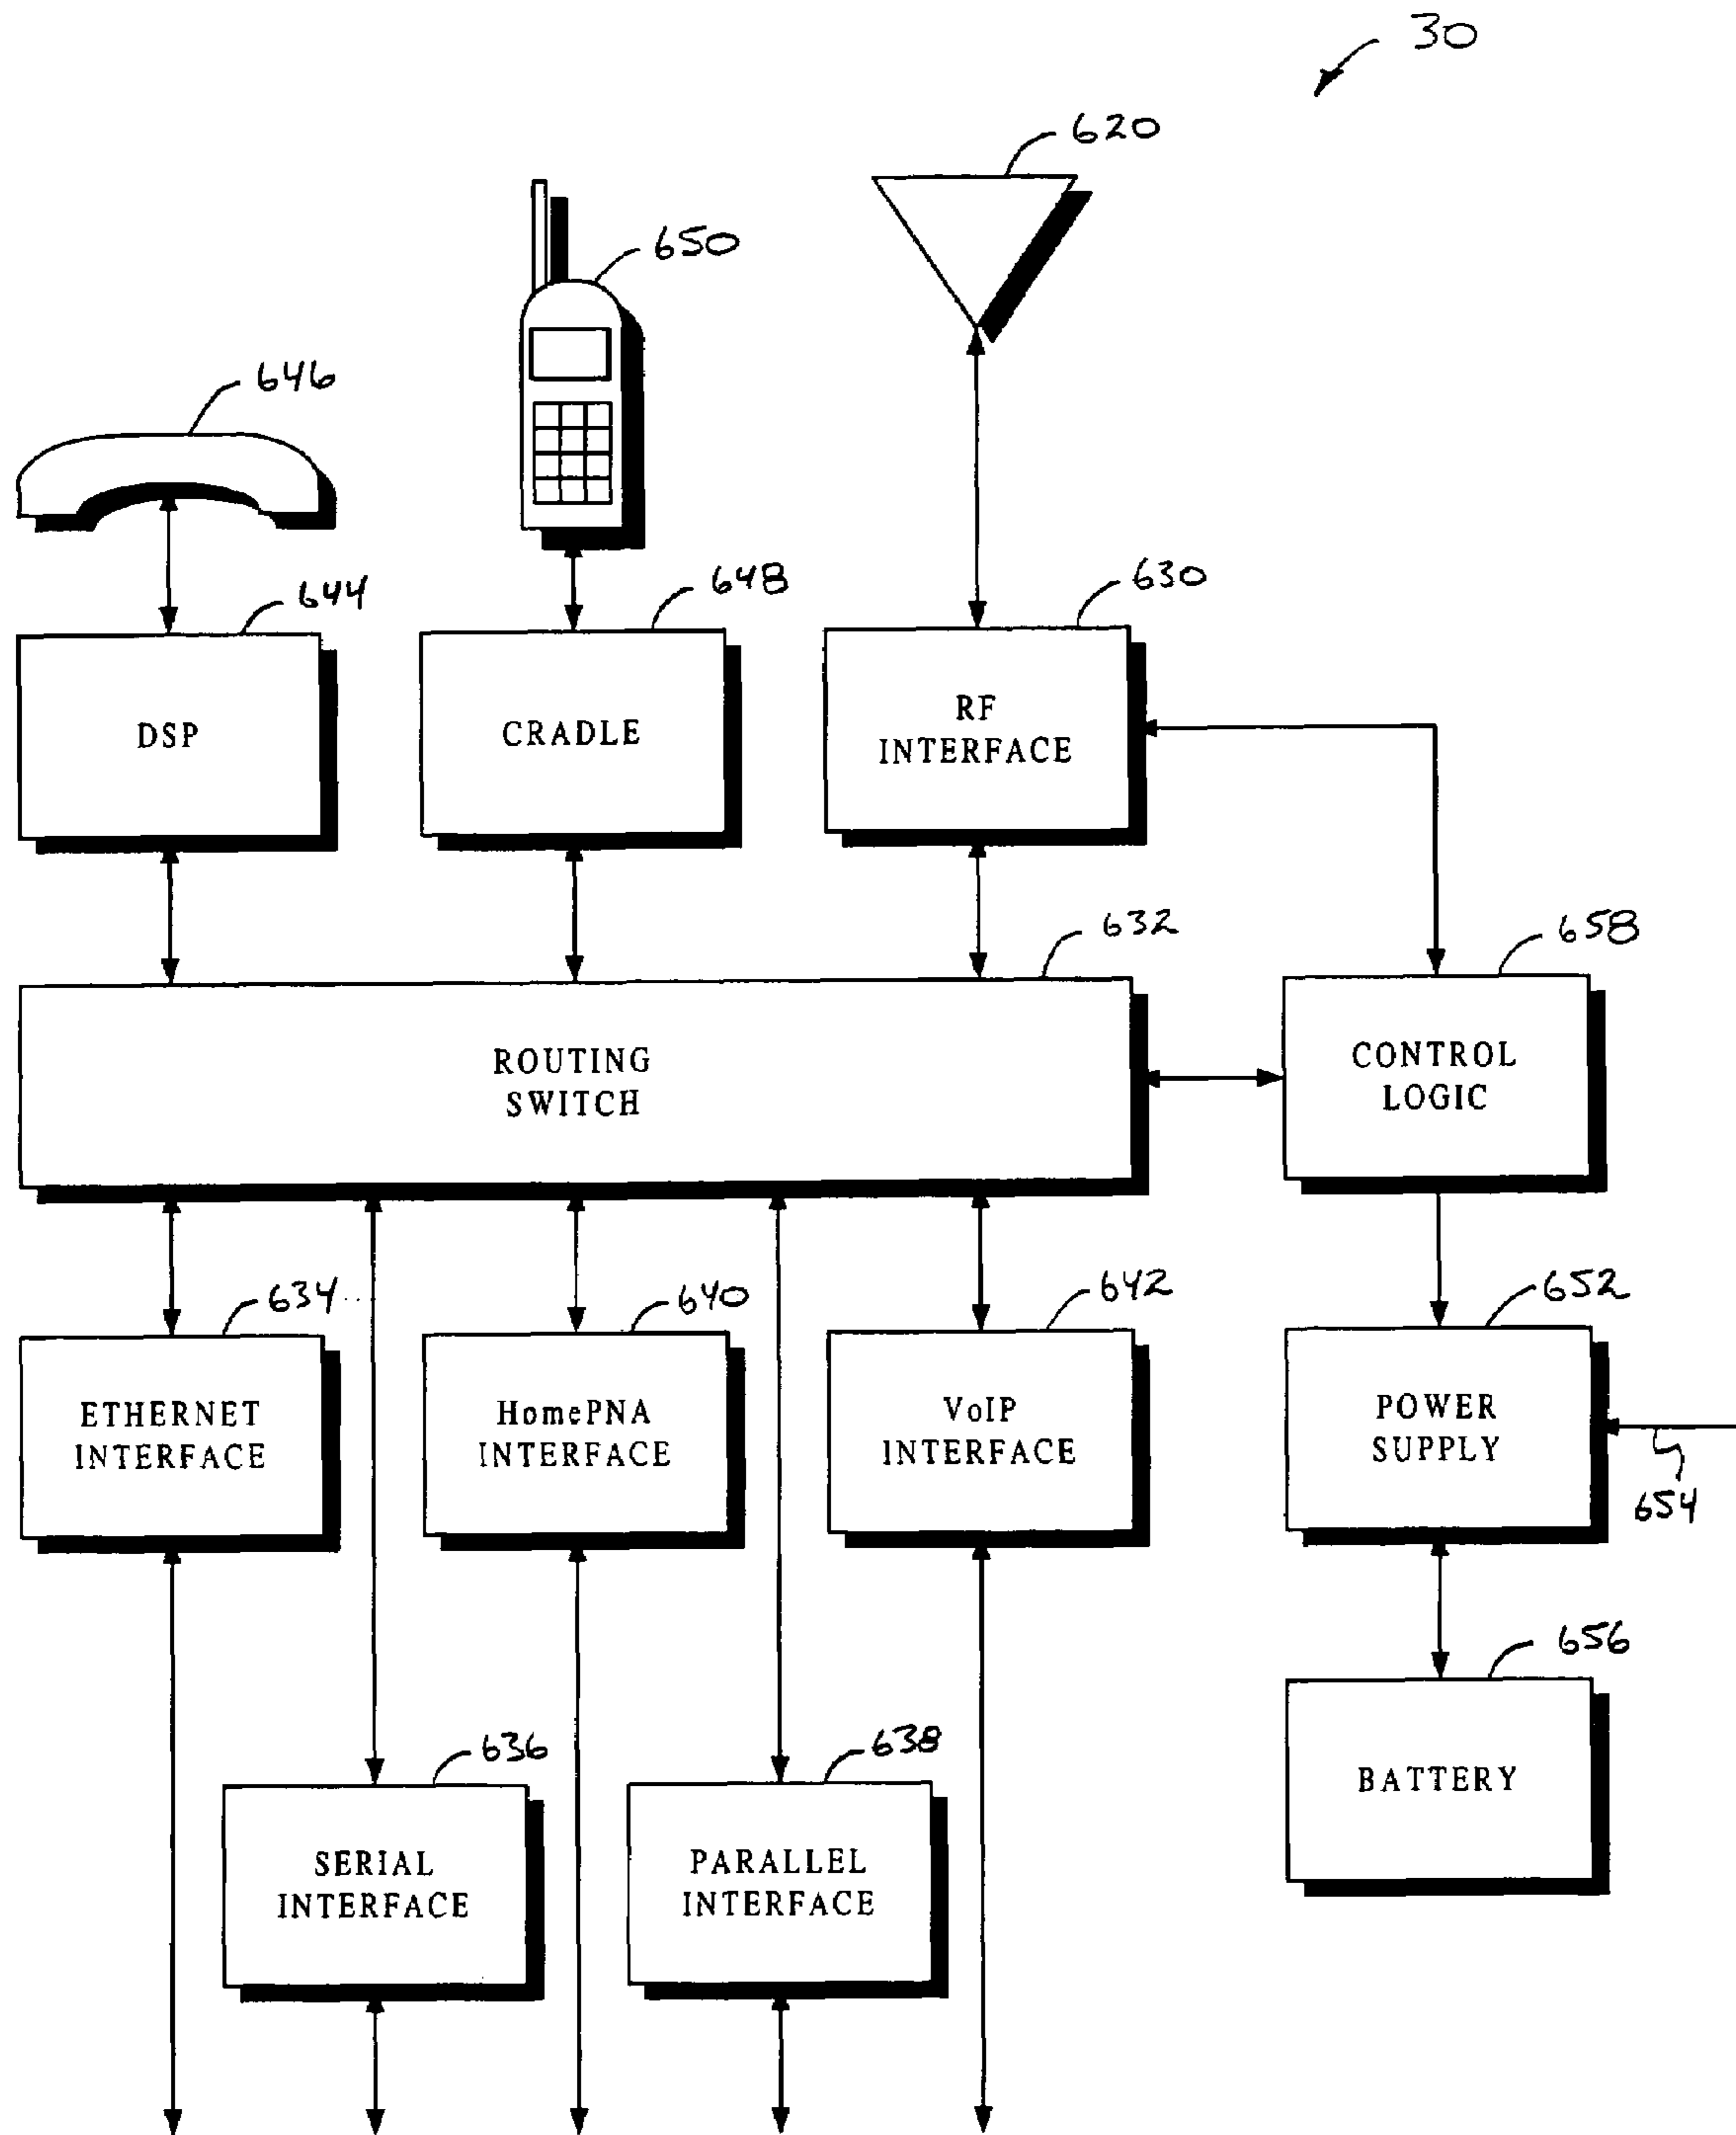 30
620
650
646
644
648
630
DSP
CRADLE
RF
INTERFACE
632
658
ROUTING
SWITCH
CONTROL
LOGIC
634
640
642
652
ETHERNET
INTERFACE
HomePNA
INTERFACE
VoIP
INTERFACE
POWER
SUPPLY
654
636
638
656
SERIAL
INTERFACE
PARALLEL
INTERFACE
BATTERY